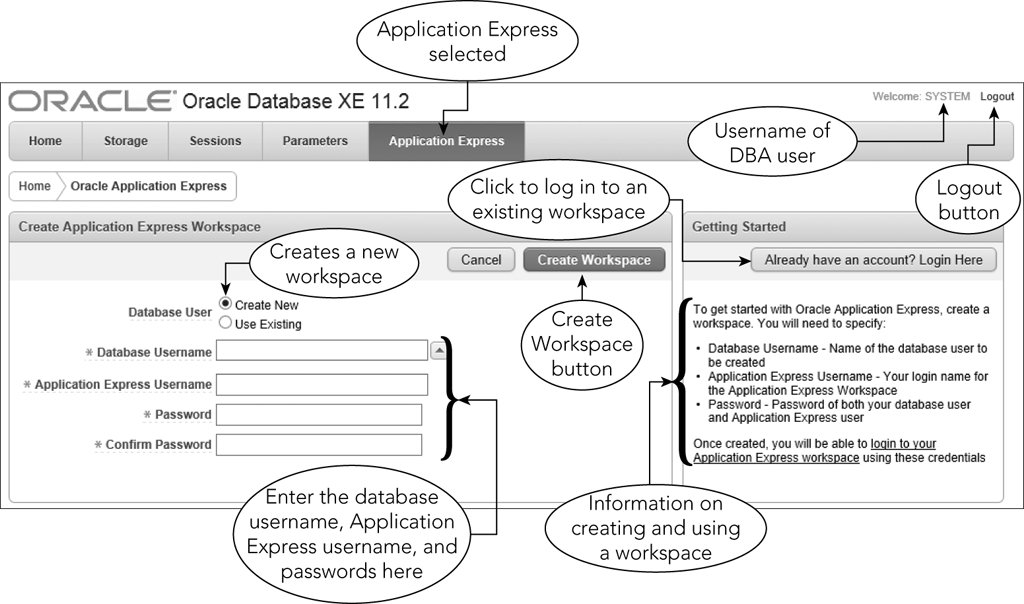 Application Express
selected
ORACLE® Oracle Database XE 11.2
Welcome: SYSTEM Logout
Home Storage Sessions Parameters Application Express
Username of
DBA user
Home Oracle Application Express
Click to log in to an
existing workspace
Logout
button
Create Application Express Workspace
Getting Started
Creates a new
workspace
Cancel Create Workspace
Already have an account? Login Here
Database User Create New
Use Existing
Create
Workspace
button
* Database Username
* Application Express Username
* Password
* Confirm Password
To get started with Oracle Application Express, create a
workspace. You will need to specify:
• Database Username - Name of the database user to
be created
• Application Express Username - Your login name for
the Application Express Workspace
• Password - Password of both your database user
and Application Express user
Once created, you will be able to login to your
Application Express workspace using these credentials
Enter the database
username, Application
Express username, and
passwords here
Information on
creating and using
a workspace